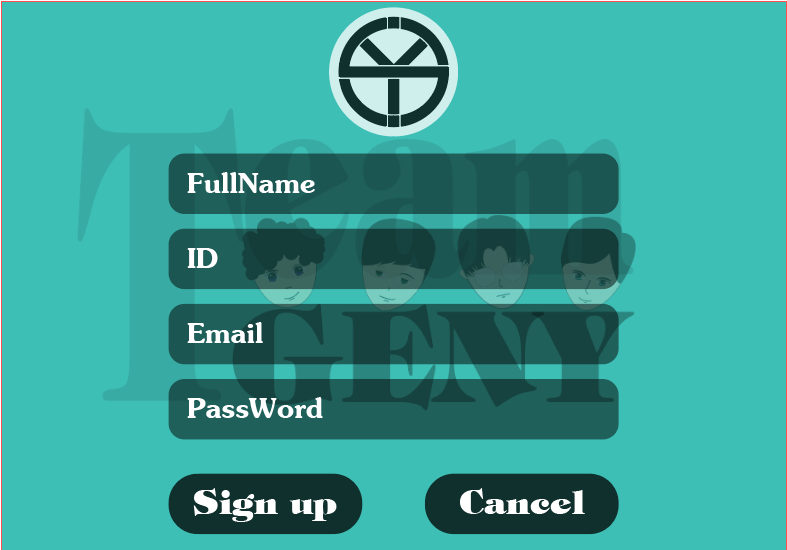 Team
FullName
ID
Email
GENY
PassWord
Sign up
Cancel